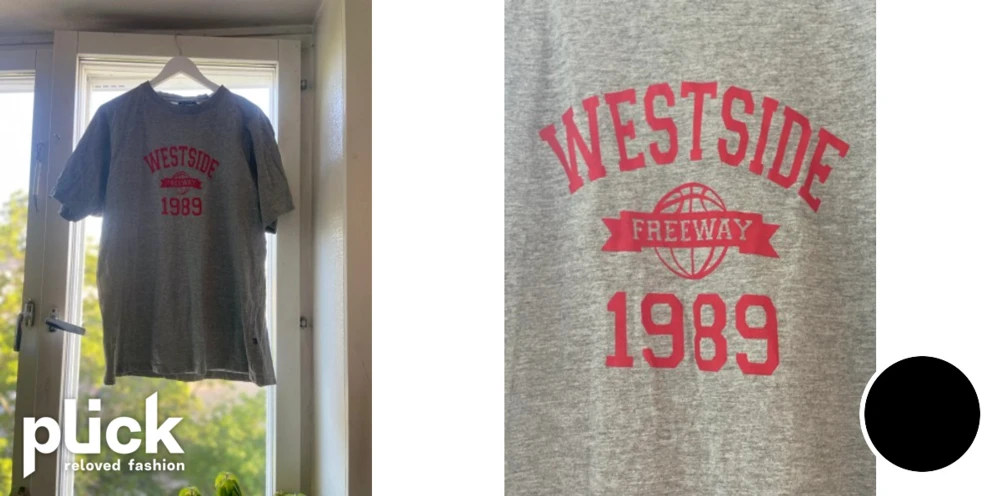 WESTSIDE
FREEWAY
1989
plick
reloved fashion
WESTSIDE
FREEWAY
1989